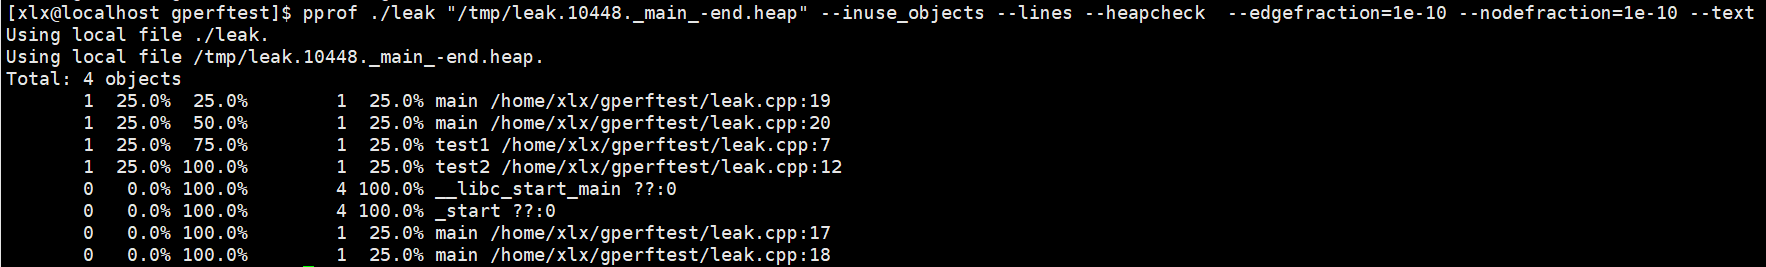 [xlx@localhost gperftest]$ pprof ./leak "/tmp/leak.10448._main_-end.heap" --inuse_objects --lines --heapcheck  --edgefraction=1e-10 --nodefraction=1e-10 --text
Using local file ./leak.
Using local file /tmp/leak.10448._main_-end.heap.
Total: 4 objects
       1  25.0%  25.0%        1  25.0% main /home/xlx/gperftest/leak.cpp:19
       1  25.0%  50.0%        1  25.0% main /home/xlx/gperftest/leak.cpp:20
       1  25.0%  75.0%        1  25.0% test1 /home/xlx/gperftest/leak.cpp:7
       1  25.0% 100.0%        1  25.0% test2 /home/xlx/gperftest/leak.cpp:12
       0   0.0% 100.0%        4 100.0% __libc_start_main ??:0
       0   0.0% 100.0%        4 100.0% _start ??:0
       0   0.0% 100.0%        1  25.0% main /home/xlx/gperftest/leak.cpp:17
       0   0.0% 100.0%        1  25.0% main /home/xlx/gperftest/leak.cpp:18